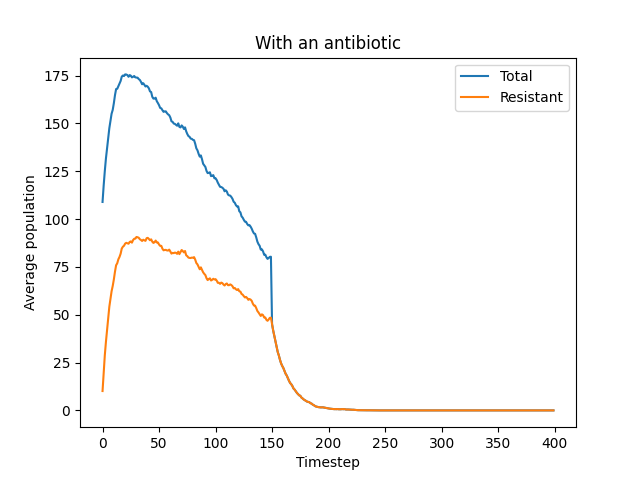 With an antibiotic
Total
Resistant
Average population
175
150
125
100
75
50
25
0
0 50 100 150 200 250 300 350 400
Timestep